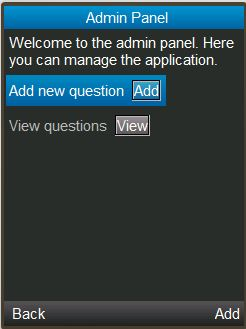 Admin Panel
Welcome to the admin panel. Here
you can manage the application.
Add new question Add
View questions View
Back Add